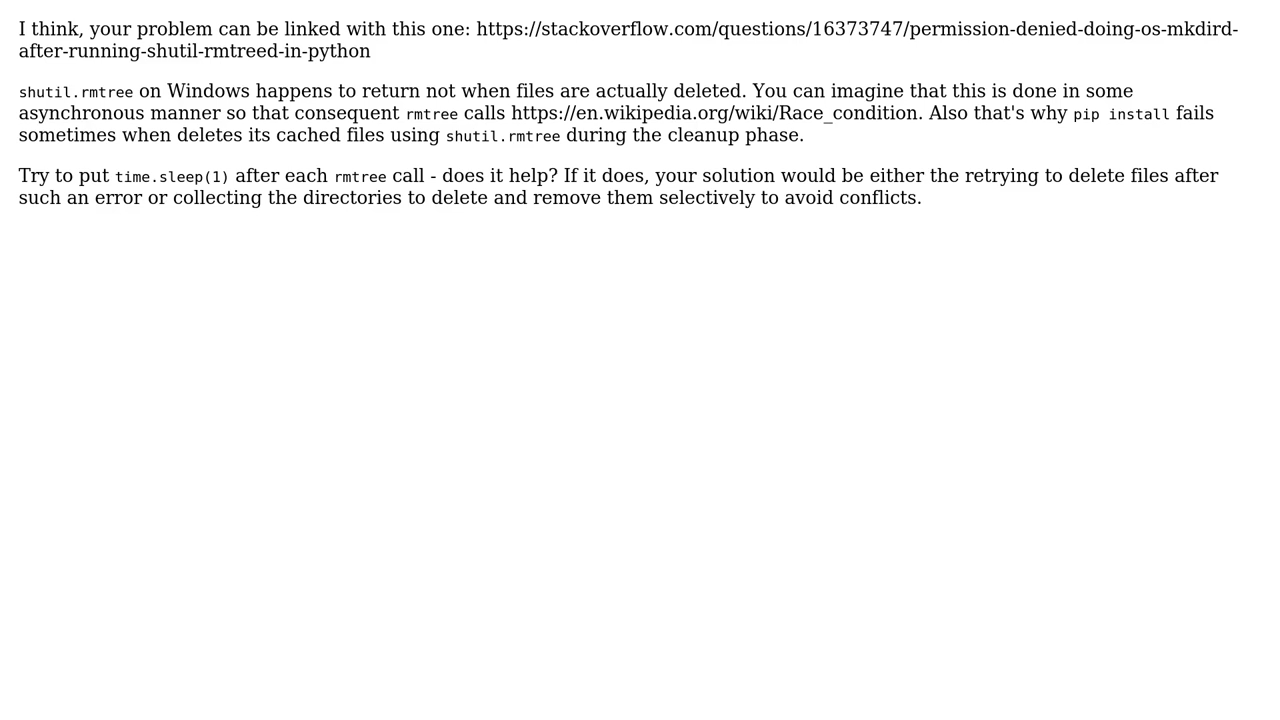 I think, your problem can be linked with this one: https://stackoverflow.com/questions/16373747/permission-denied-doing-os-mkdird-
after-running-shutil-rmtreed-in-python
shutil.rmtree on Windows happens to return not when files are actually deleted. You can imagine that this is done in some
asynchronous manner so that consequent rmtree calls https://en.wikipedia.org/wiki/Race_condition. Also that's why pip install fails
sometimes when deletes its cached files using shutil.rmtree during the cleanup phase.
Try to put time.sleep(1) after each rmtree call - does it help? If it does, your solution would be either the retrying to delete files after
such an error or collecting the directories to delete and remove them selectively to avoid conflicts.